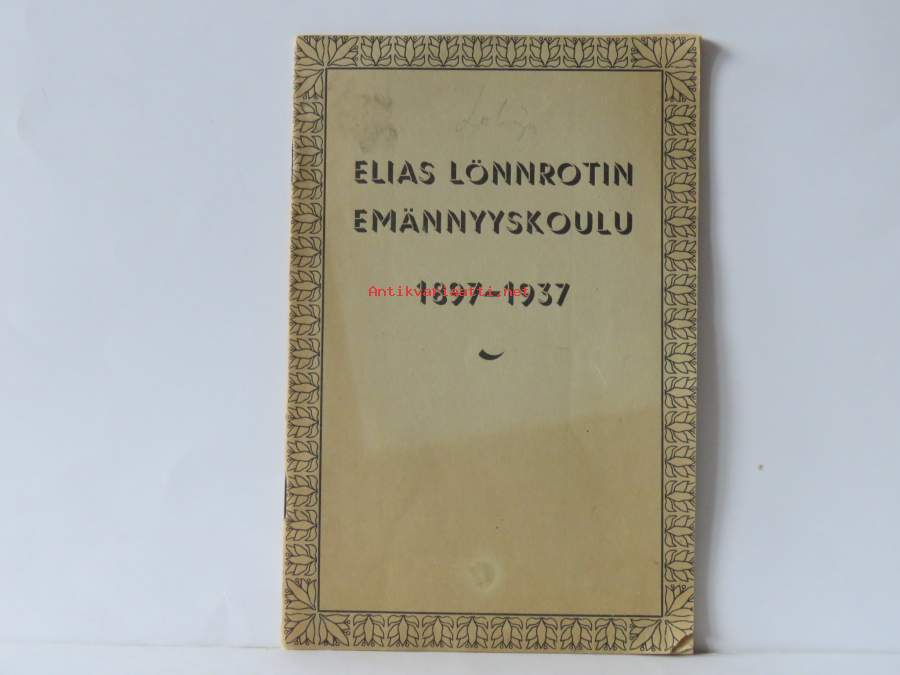 ELIAS LÖNNROTIN
EMÄNNYYSKOULU
1897-1937
Antikvariaatti.net